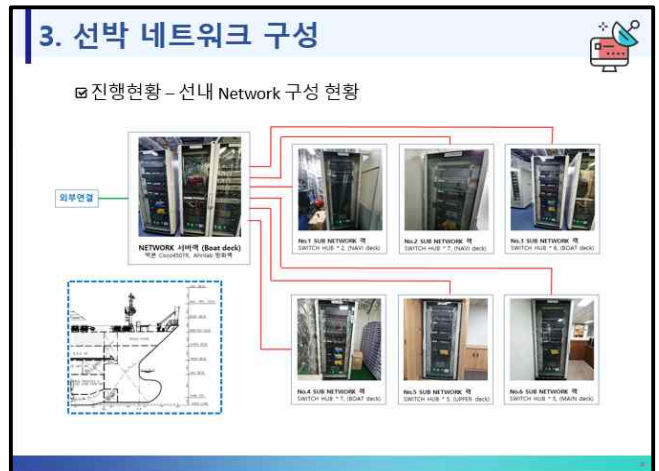 3. 선박 네트워크 구성
진행현황 – 선내 Network 구성 현황
외부연결
NETWORK 서버랙 (Boat deck)
No.1 SUB NETWORK 랙
SWITCH HUB * 2, (NAVI deck)
No.2 SUB NETWORK 랙
SWITCH HUB * 7, (NAVI deck)
No.3 SUB NETWORK 랙
SWITCH HUB * 6, (BOAT deck)
No.4 SUB NETWORK 랙
SWITCH HUB * 7, (BOAT deck)
No.5 SUB NETWORK 랙
SWITCH HUB * 5, (UPPER deck)
No.6 SUB NETWORK 랙
SWITCH HUB * 5, (MAIN deck)